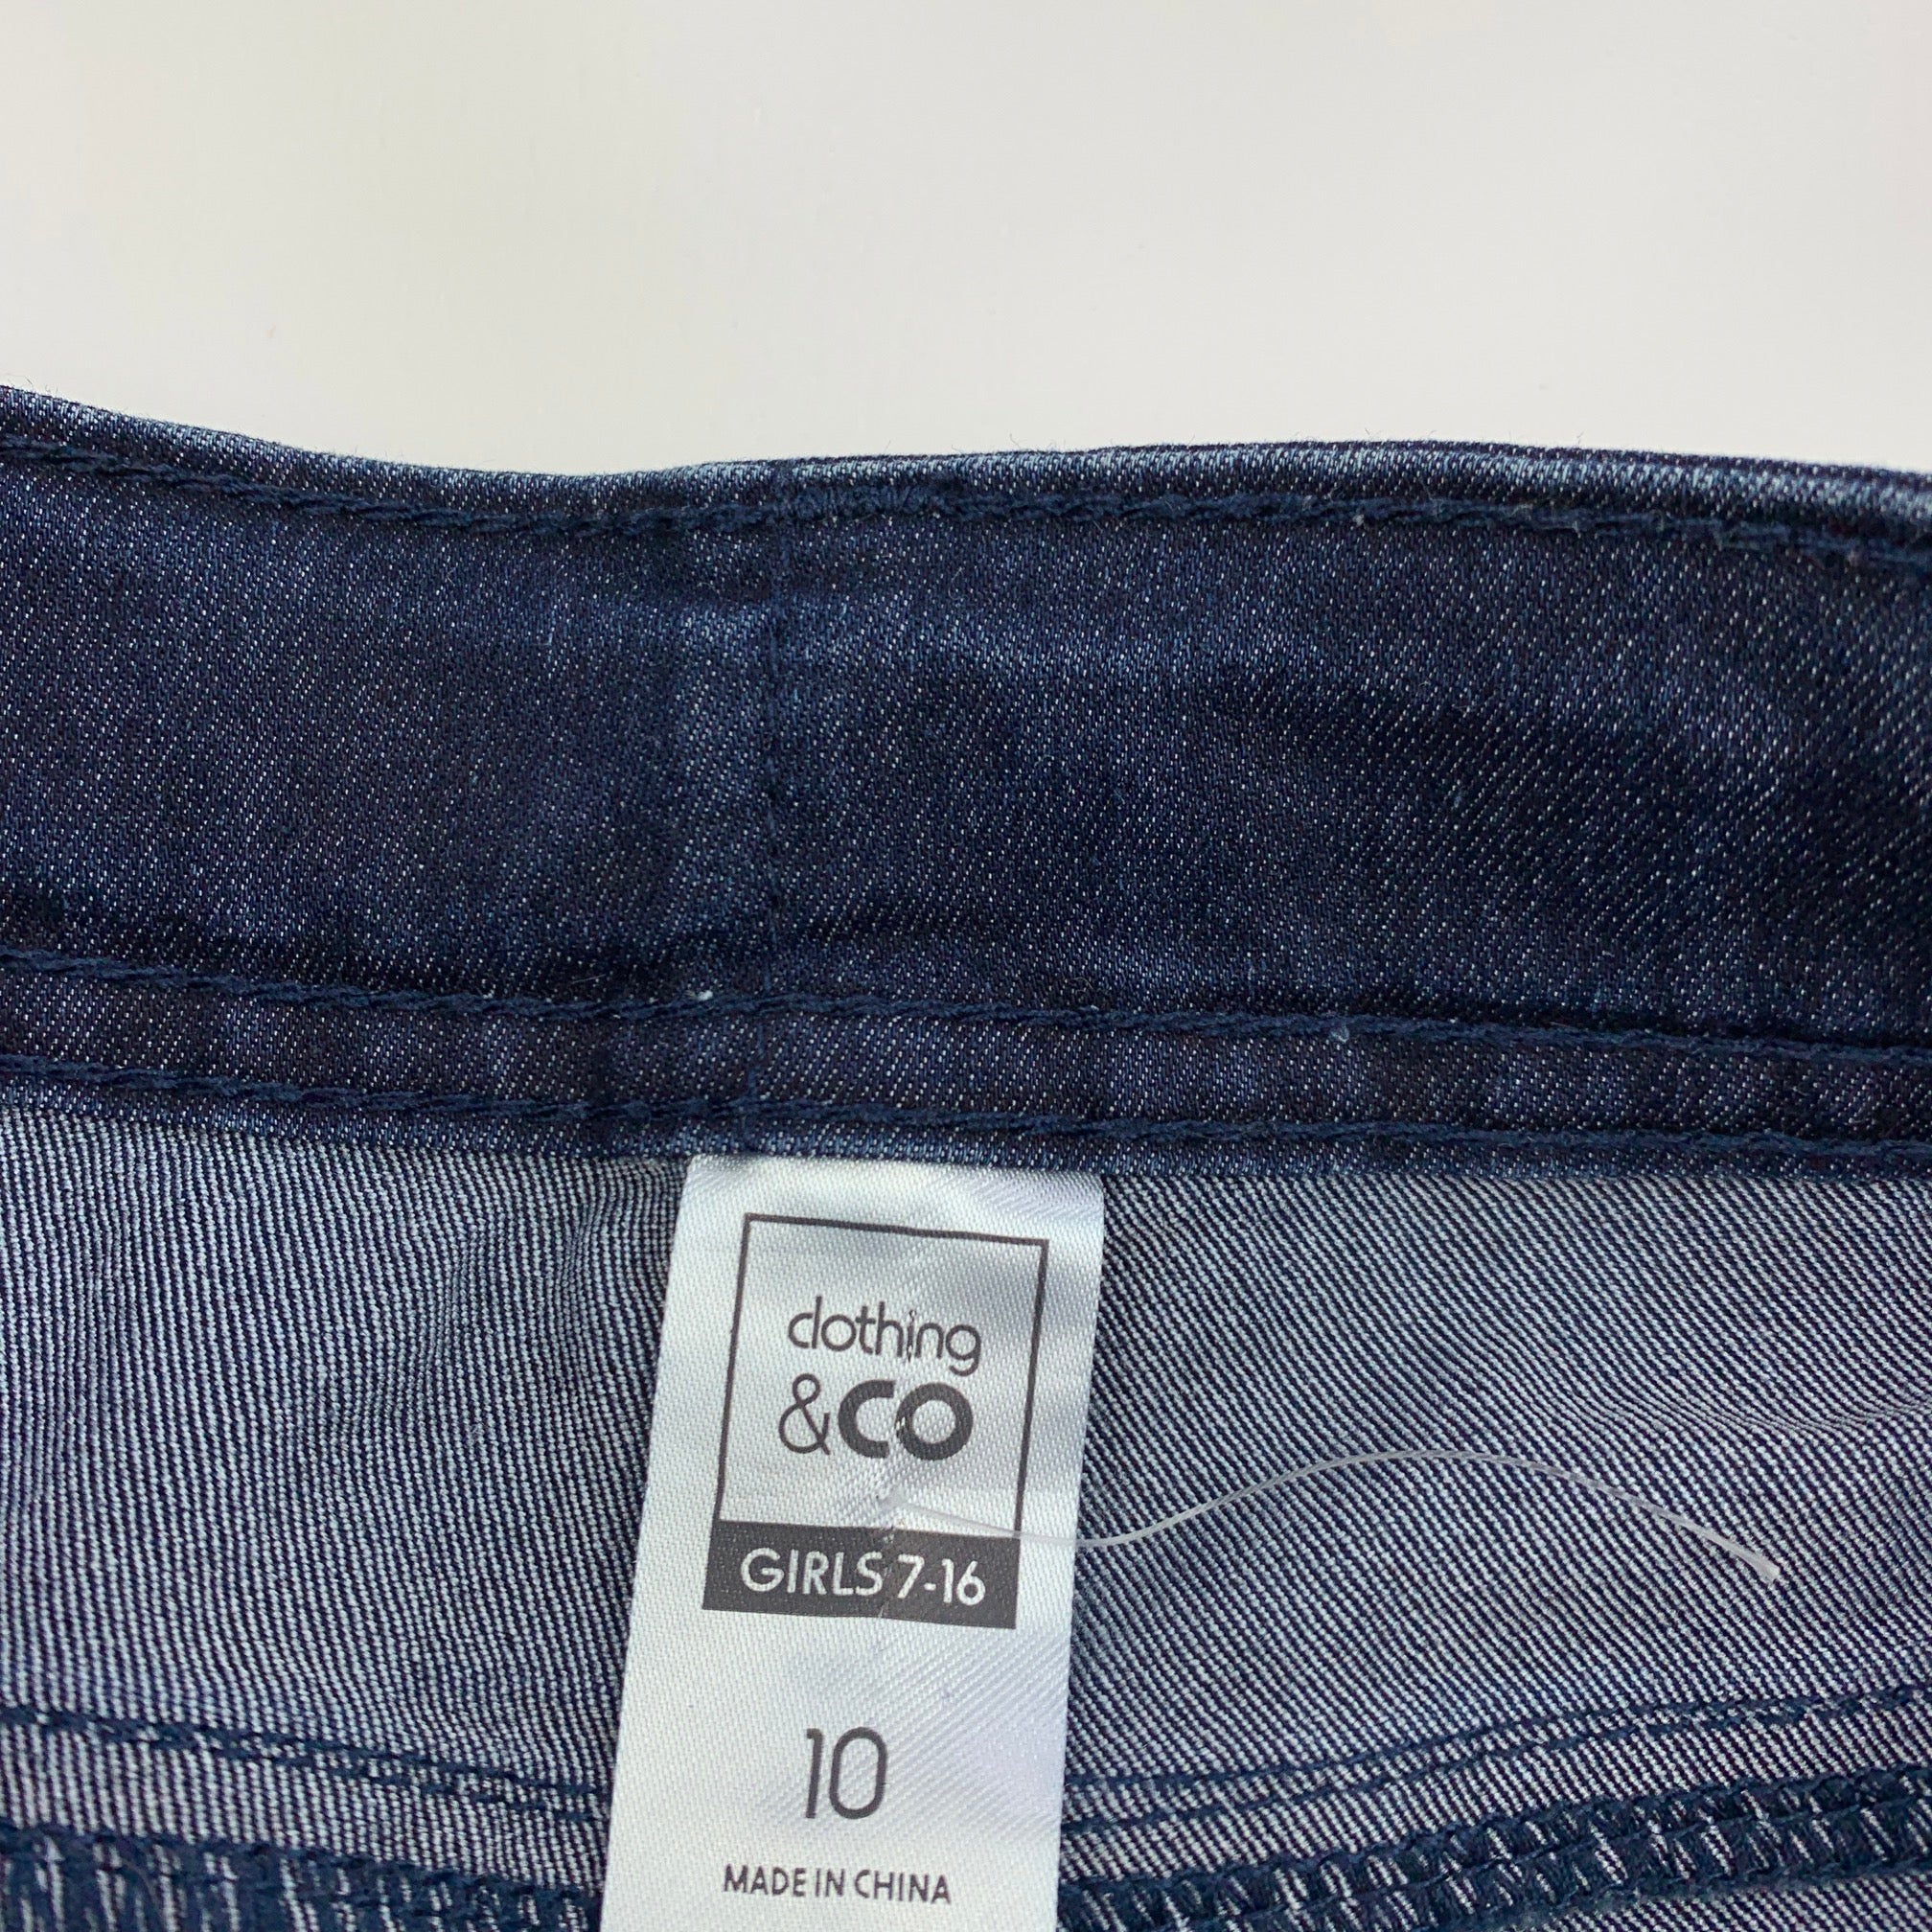 clothing
&CO
GIRLS 7-16
10
MADE IN CHINA